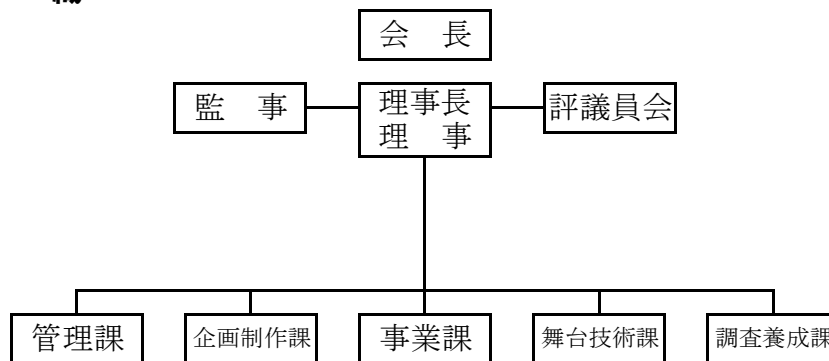 会　長
監　事
理事長
理　事
評議員会
管理課
企画制作課
事業課
舞台技術課
調査養成課